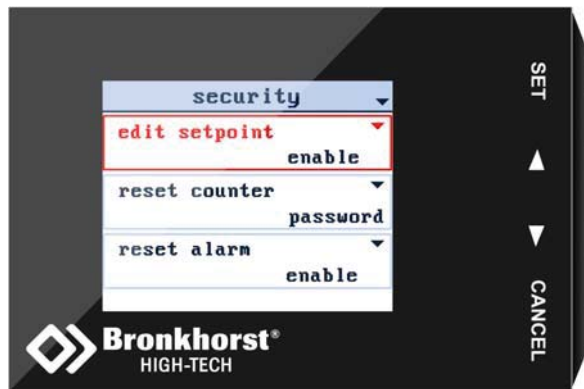 security
edit setpoint
enable
reset counter
password
reset alarm
enable
SET
CANCEL
Bronkhorst®
HIGH-TECH